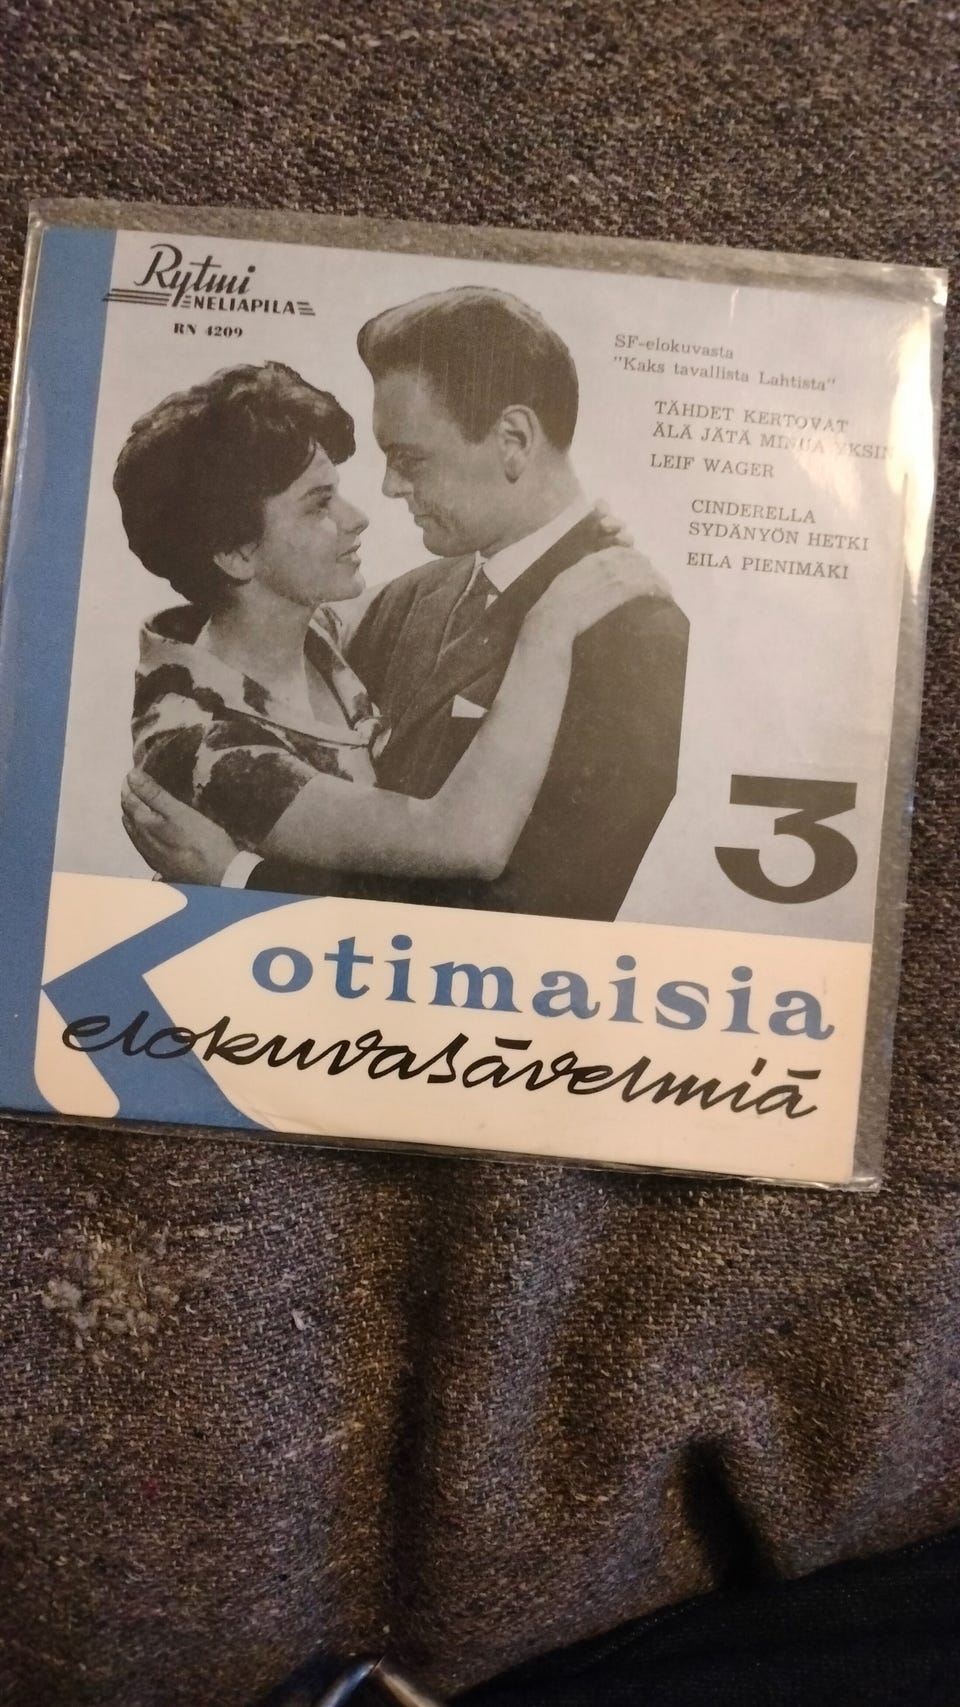 Rytmi
NELIAPILA
RN 4209
SF-elokuvasta
"Kaks tavallista Lahtista"
TÄHDET KERTOVAT
ÄLÄ JÄTÄ MINUA YKSIN
LEIF WAGER
CINDERELLA
SYDÄNYÖN HETKI
EILA PIENIMÄKI
3
Kotimaisia
elokuvasävelmiä